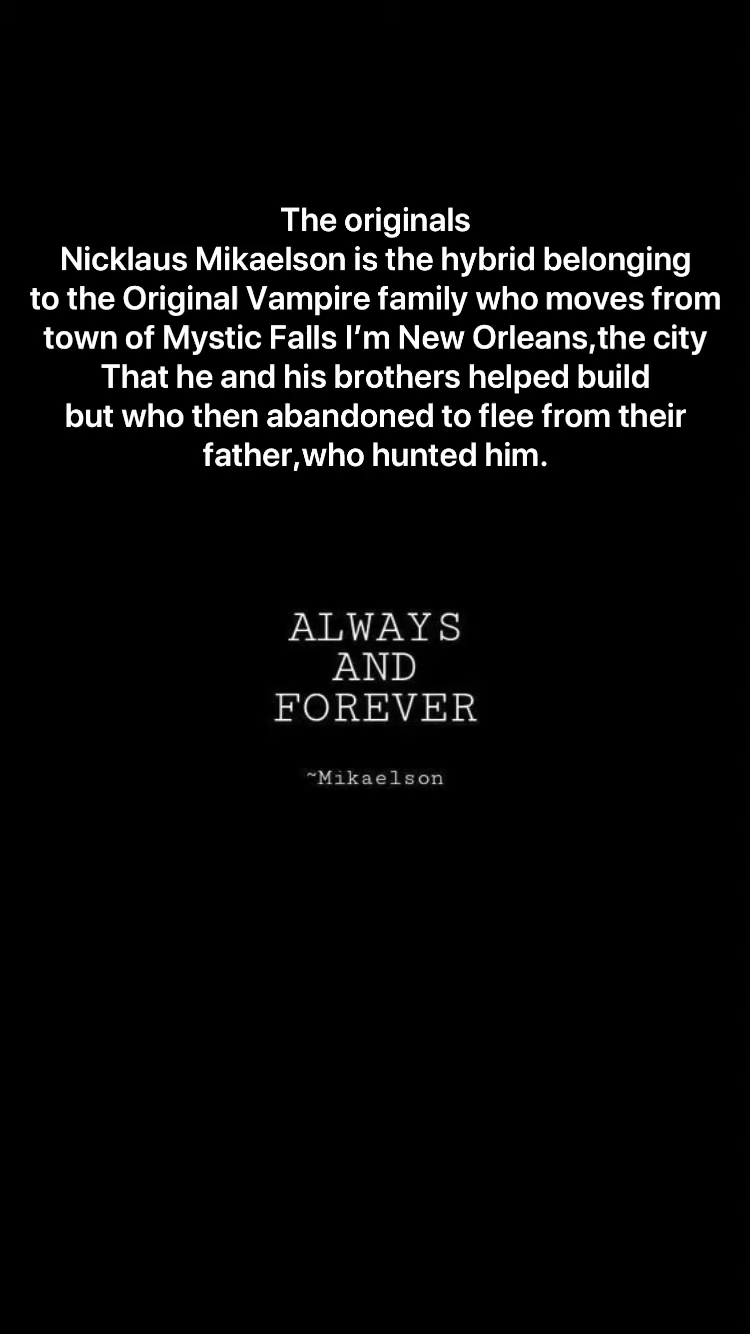 The originals
Nicklaus Mikaelson is the hybrid belonging
to the Original Vampire family who moves from
town of Mystic Falls I’m New Orleans,the city
That he and his brothers helped build
but who then abandoned to flee from their
father,who hunted him.
ALWAYS
AND
FOREVER
~Mikaelson